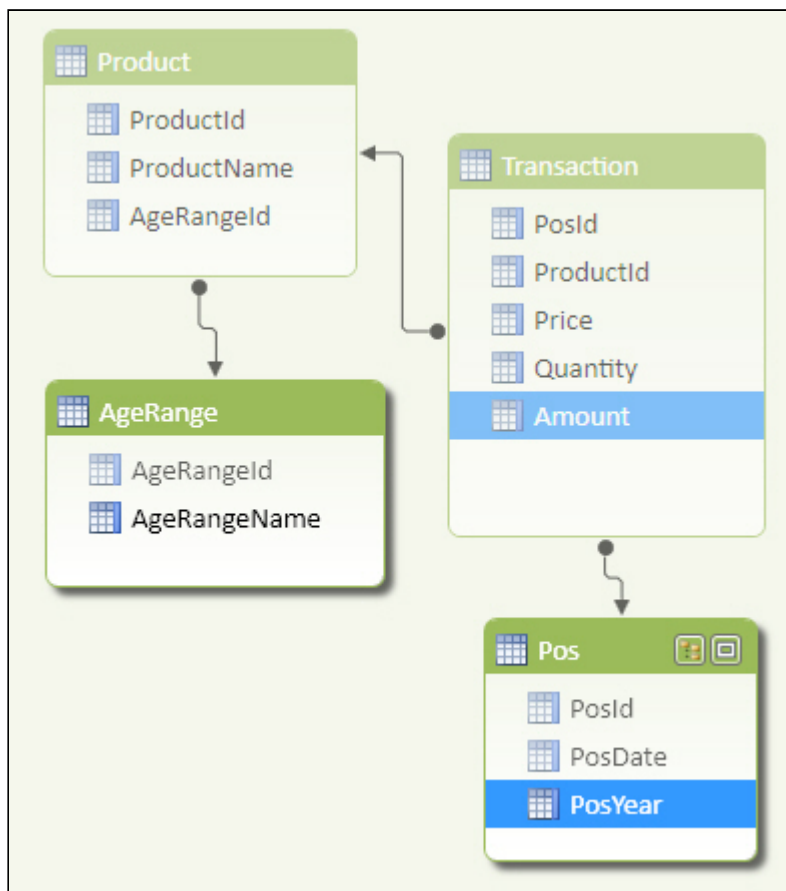 Product
ProductId
ProductName
AgeRangeId
Transaction
PosId
ProductId
Price
Quantity
Amount
AgeRange
AgeRangeId
AgeRangeName
Pos
PosId
PosDate
PosYear